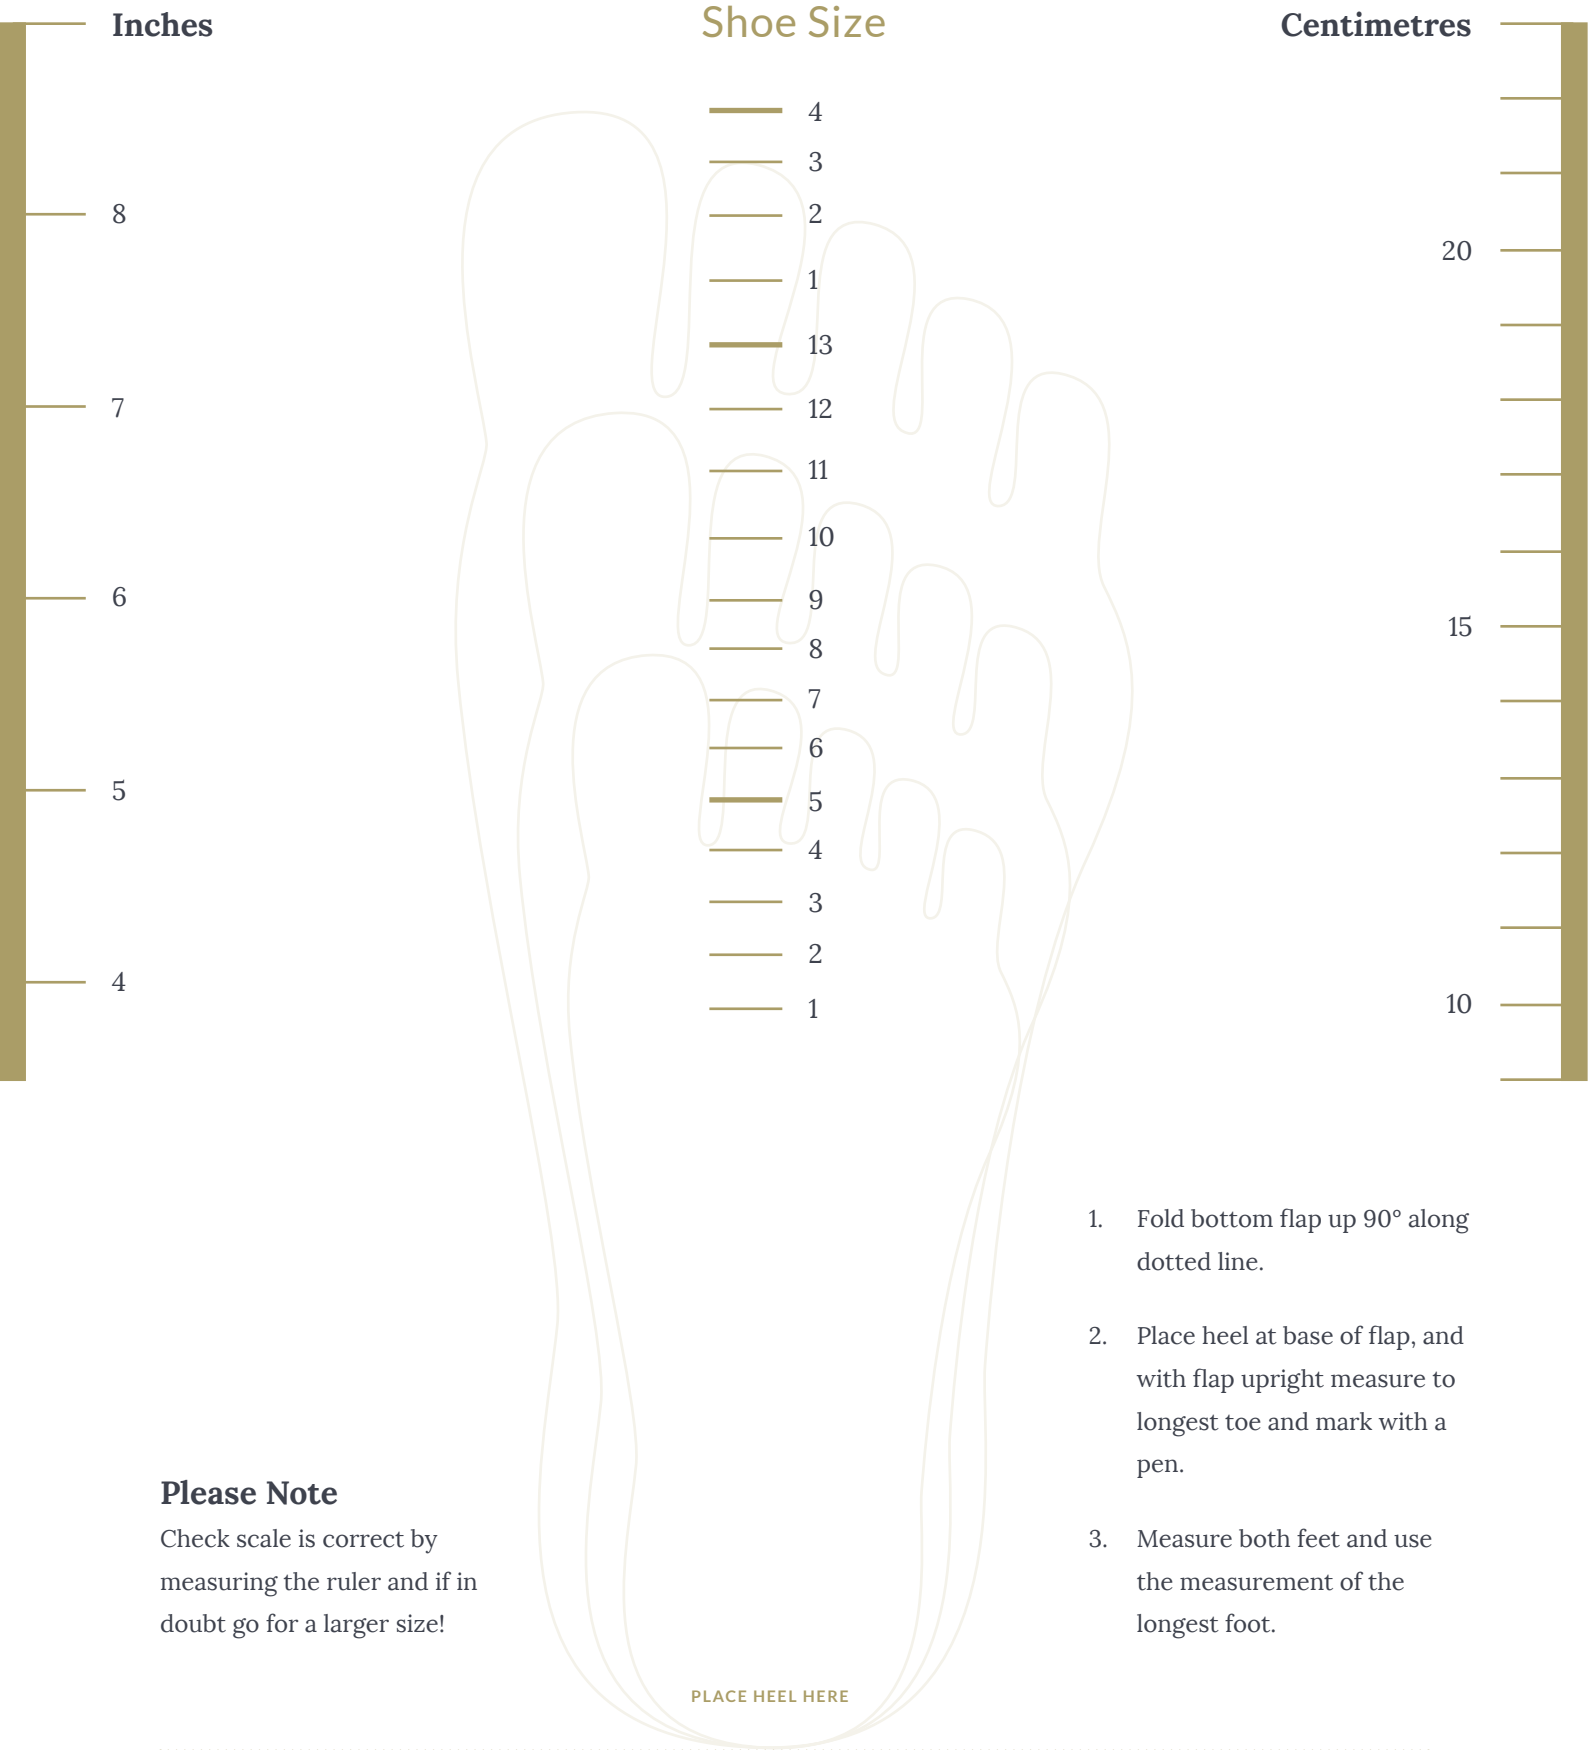 Inches
Shoe Size
Centimetres
4
3
8
2
20
1
13
7
12
11
10
6
9
15
8
7
6
5
5
4
3
2
4
10
1
1. Fold bottom flap up 90° along
dotted line.
2. Place heel at base of flap, and
with flap upright measure to
longest toe and mark with a
pen.
Please Note
Check scale is correct by
measuring the ruler and if in
doubt go for a larger size!
3. Measure both feet and use
the measurement of the
longest foot.
PLACE HEEL HERE